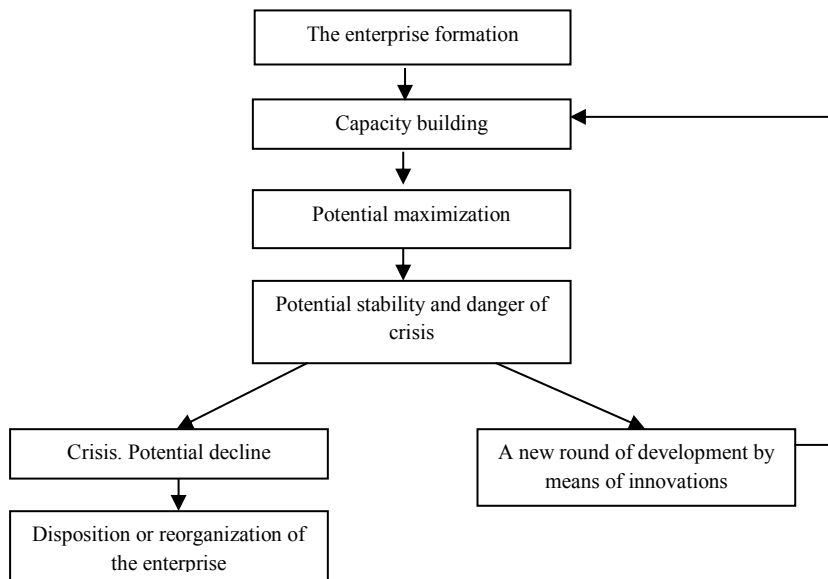 The enterprise formation
Capacity building
Potential maximization
Potential stability and danger of
crisis
Crisis. Potential decline
A new round of development by
means of innovations
Disposition or reorganization of
the enterprise